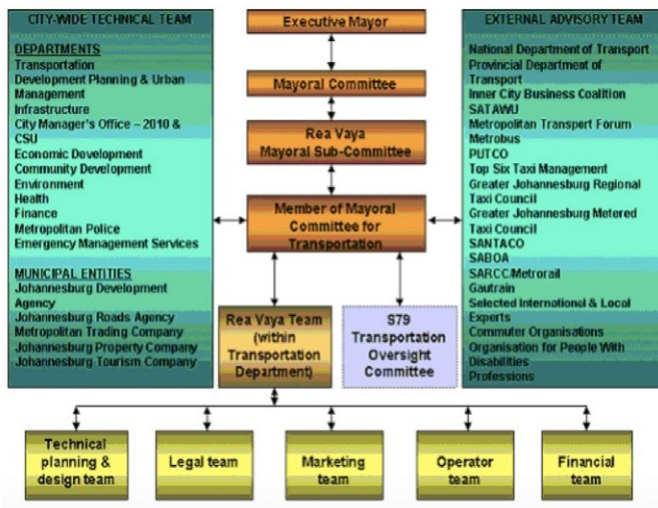 CITY-WIDE TECHNICAL TEAM
DEPARTMENTS
Transportation
Development Planning & Urban
Management
Infrastructure
City Manager's Office – 2010 &
CSU
Economic Development
Community Development
Environment
Health
Finance
Metropolitan Police
Emergency Management Services
MUNICIPAL ENTITIES
Johannesburg Development
Agency
Johannesburg Roads Agency
Metropolitan Trading Company
Johannesburg Property Company
Johannesburg Tourism Company
Executive Mayor
Mayoral Committee
Rea Vaya
Mayoral Sub-Committee
Member of Mayoral
Committee for
Transportation
Rea Vaya Team
(within
Transportation
Department)
S79
Transportation
Oversight
Committee
EXTERNAL ADVISORY TEAM
National Department of Transport
Provincial Department of
Transport
Inner City Business Coalition
SATAWU
Metropolitan Transport Forum
Metrobus
PUTCO
Top Six Taxi Management
Greater Johannesburg Regional
Taxi Council
Greater Johannesburg Metered
Taxi Council
SANTACO
SABOA
SARCC/Metrorail
Gautrain
Selected International & Local
Experts
Commuter Organisations
Organisation for People With
Disabilities
Professions
Technical
planning &
design team
Legal team
Marketing
team
Operator
team
Financial
team